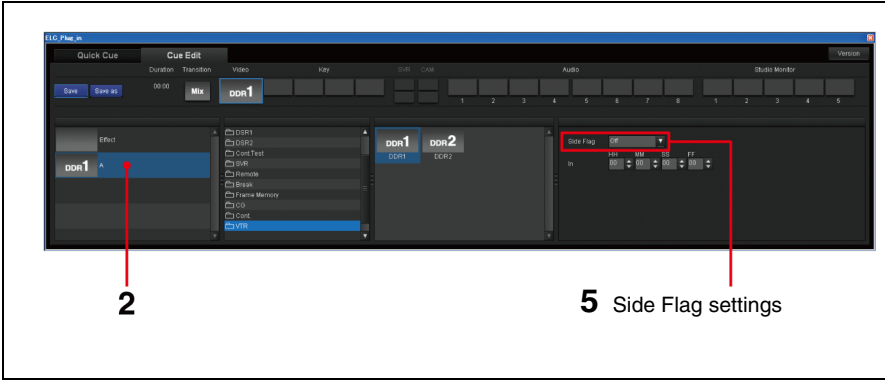 ELC_Plug_in
Quick Cue Cue Edit Version
Duration Transition Video Key SVR CAM Audio Studio Monitor
Save Save as 00:00 Mix DDR1
1 2 3 4 5 6 7 8 1 2 3 4 5
Effect
DDR1 A
DSR1
DSR2
Cont.Test
SVR
Remote
Break
Frame Memory
CG
Cont.
VTR
DDR1 DDR2
DDR1 DDR2
Side Flag Off
HH MM SS FF
In 00 00 00 00
2
5 Side Flag settings